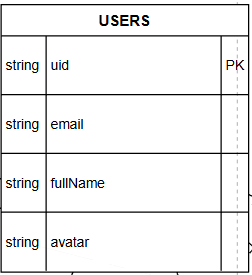 USERS
string uid PK
string email
string fullName
string avatar